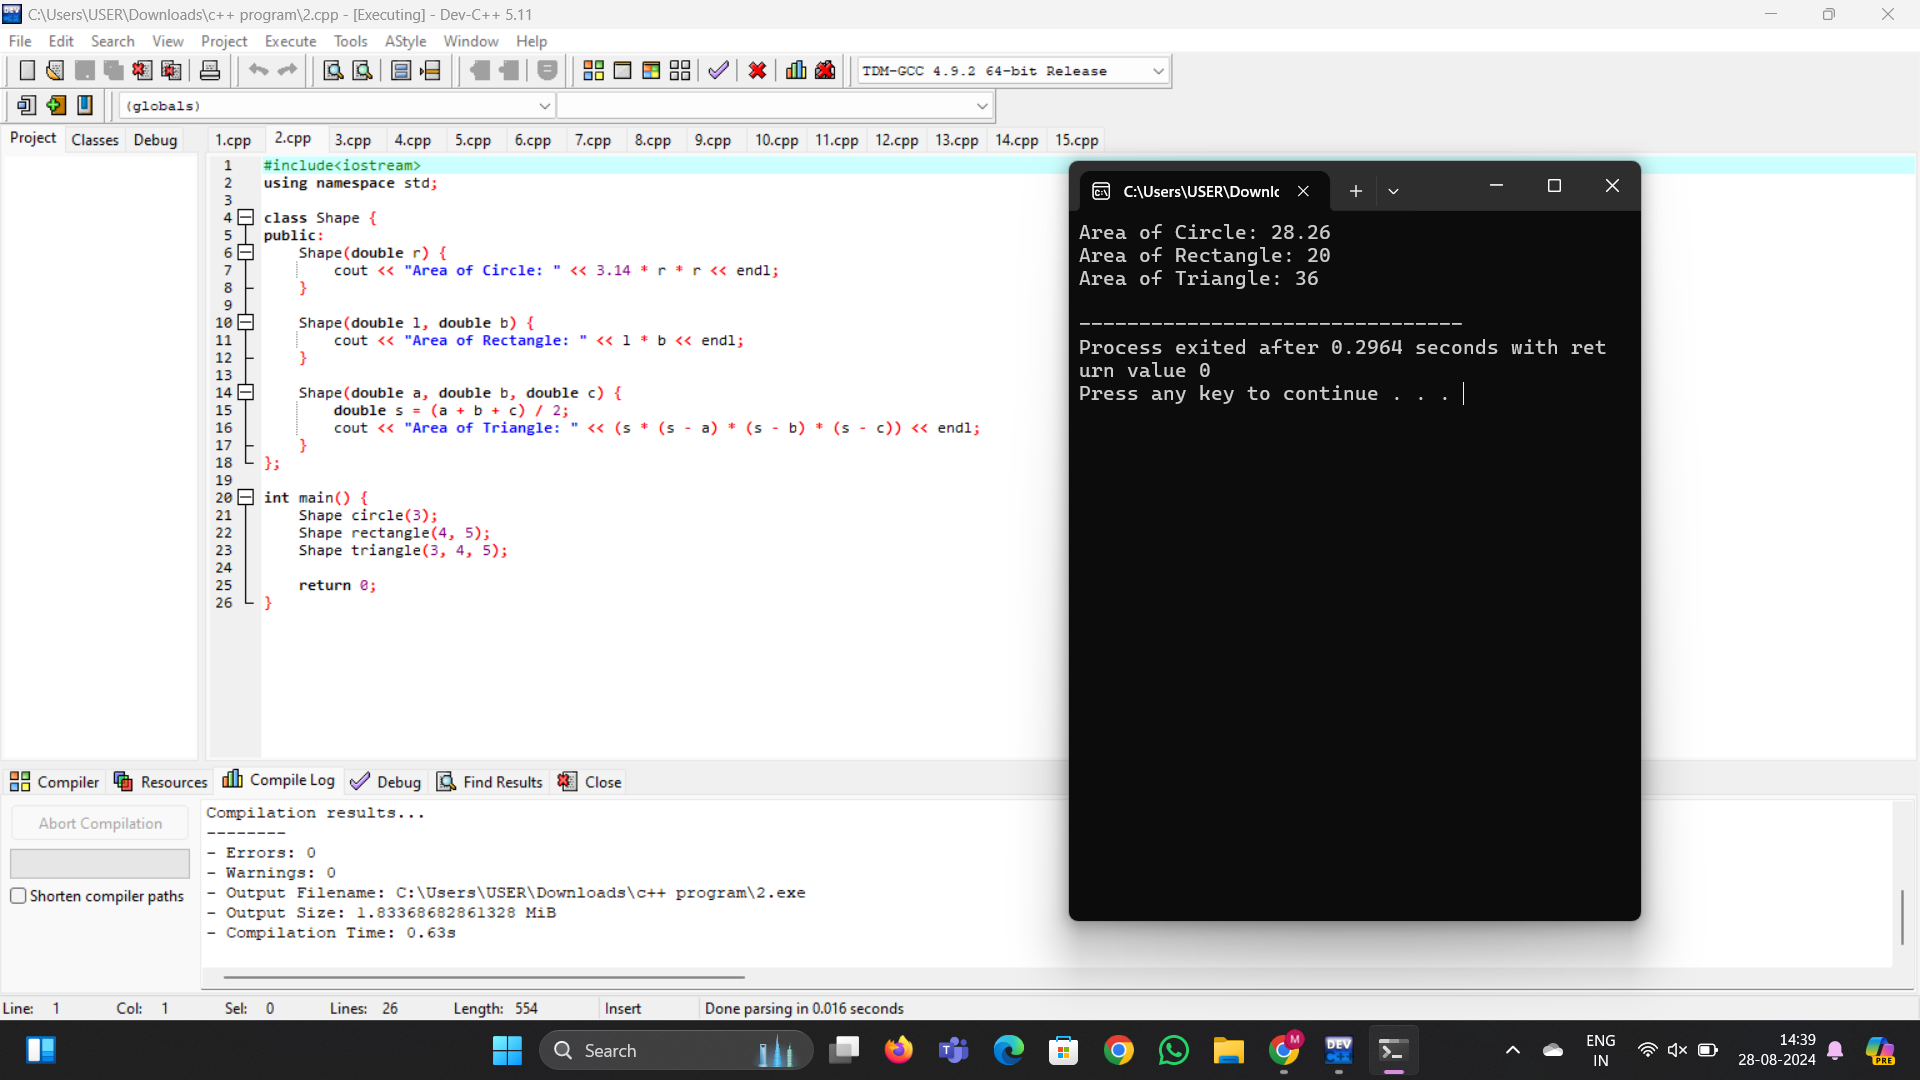 C:\Users\USER\Downloads\c++ program\2.cpp - [Executing] - Dev-C++ 5.11
File Edit Search View Project Execute Tools AStyle Window Help
TDM-GCC 4.9.2 64-bit Release
(globals)
Project Classes Debug
1.cpp 2.cpp 3.cpp 4.cpp 5.cpp 6.cpp 7.cpp 8.cpp 9.cpp 10.cpp 11.cpp 12.cpp 13.cpp 14.cpp 15.cpp
1 #include<iostream>
2 using namespace std;
3
4 class Shape {
5 public:
6 Shape(double r) {
7 cout << "Area of Circle: " << 3.14 * r * r << endl;
8 }
9
10 Shape(double l, double b) {
11 cout << "Area of Rectangle: " << l * b << endl;
12 }
13
14 Shape(double a, double b, double c) {
15 double s = (a + b + c) / 2;
16 cout << "Area of Triangle: " << (s * (s - a) * (s - b) * (s - c)) << endl;
17 }
18 };
19
20 int main() {
21 Shape circle(3);
22 Shape rectangle(4, 5);
23 Shape triangle(3, 4, 5);
24
25 return 0;
26 }
C:\Users\USER\Downlc
Area of Circle: 28.26
Area of Rectangle: 20
Area of Triangle: 36
--------------------------------
Process exited after 0.2964 seconds with ret
urn value 0
Press any key to continue . . .
Compiler Resources Compile Log Debug Find Results Close
Abort Compilation
Shorten compiler paths
Compilation results...
--------
- Errors: 0
- Warnings: 0
- Output Filename: C:\Users\USER\Downloads\c++ program\2.exe
- Output Size: 1.83368682861328 MiB
- Compilation Time: 0.63s
Line: 1 Col: 1 Sel: 0 Lines: 26 Length: 554 Insert Done parsing in 0.016 seconds
Search
M
DEV
ENG
IN
14:39
28-08-2024
PRE